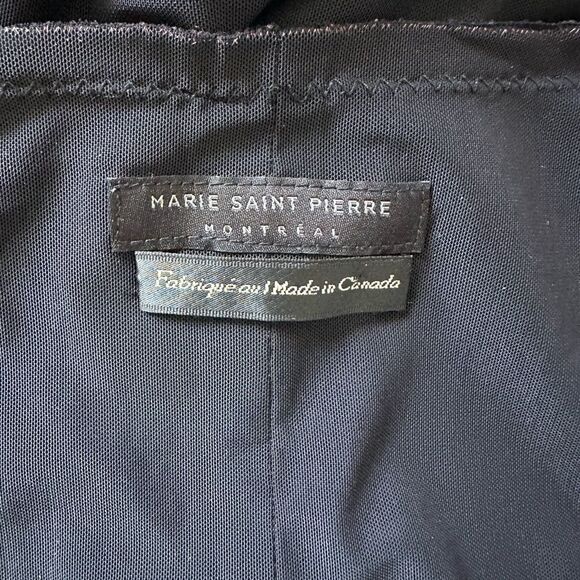 MARIE SAINT PIERRE
MONTRÉAL
Fabriqué au / Made in Canada